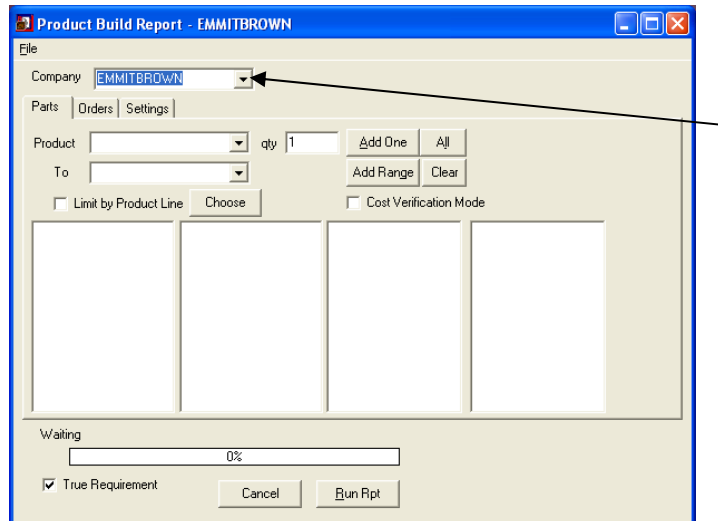 Product Build Report - EMMITBROWN
File
Company EMMITBROWN
Parts Orders Settings
Product qty 1 Add One All
To Add Range Clear
Limit by Product Line Choose Cost Verification Mode
Waiting
0%
True Requirement Cancel Run Rpt